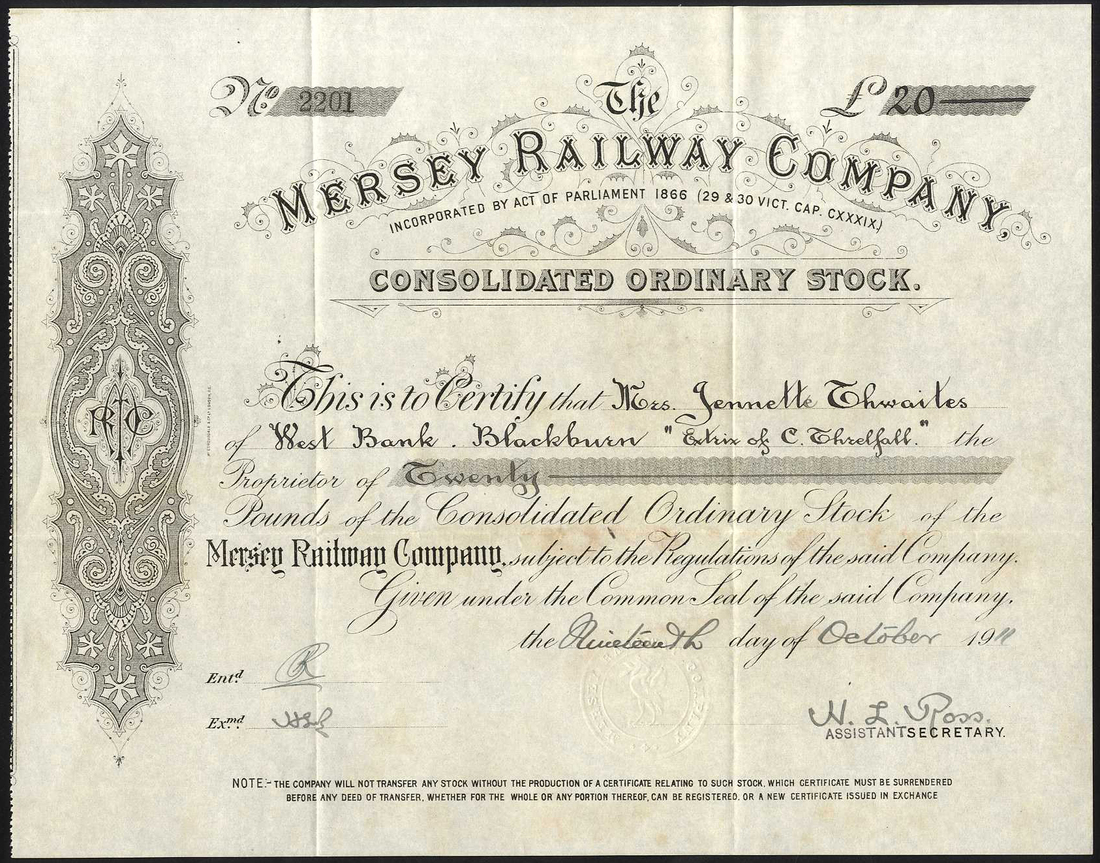 No 2201
£ 20
The
MERSEY RAILWAY COMPANY,
INCORPORATED BY ACT OF PARLIAMENT 1866 (29 & 30 VICT. CAP. CXXXIX.)
CONSOLIDATED ORDINARY STOCK.
This is to Certify that Mrs. Jennette Thwaites
of West Bank. Blackburn "Extrix of C. Threlfall." the
Proprietor of Twenty
Pounds of the Consolidated Ordinary Stock of the
Mersey Railway Company, subject to the Regulations of the said Company.
Given under the Common Seal of the said Company,
the Nineteenth day of October 1911
Entd
Exmd
H. L. Ross.
ASSISTANT SECRETARY.
NOTE:- THE COMPANY WILL NOT TRANSFER ANY STOCK WITHOUT THE PRODUCTION OF A CERTIFICATE RELATING TO SUCH STOCK, WHICH CERTIFICATE MUST BE SURRENDERED
BEFORE ANY DEED OF TRANSFER, WHETHER FOR THE WHOLE OR ANY PORTION THEREOF, CAN BE REGISTERED, OR A NEW CERTIFICATE ISSUED IN EXCHANGE